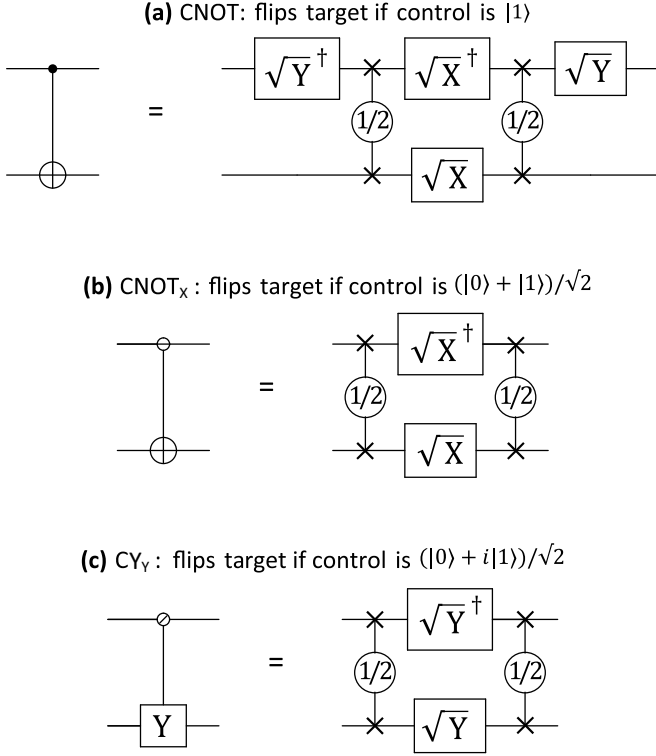 (a) CNOT: flips target if control is |1⟩
√Y† √X† √Y
= 1/2 1/2
√X
(b) CNOTX : flips target if control is (|0⟩ + |1⟩)/√2
√X†
= 1/2 1/2
√X
(c) CYY : flips target if control is (|0⟩ + i|1⟩)/√2
√Y†
= 1/2 1/2
Y √Y